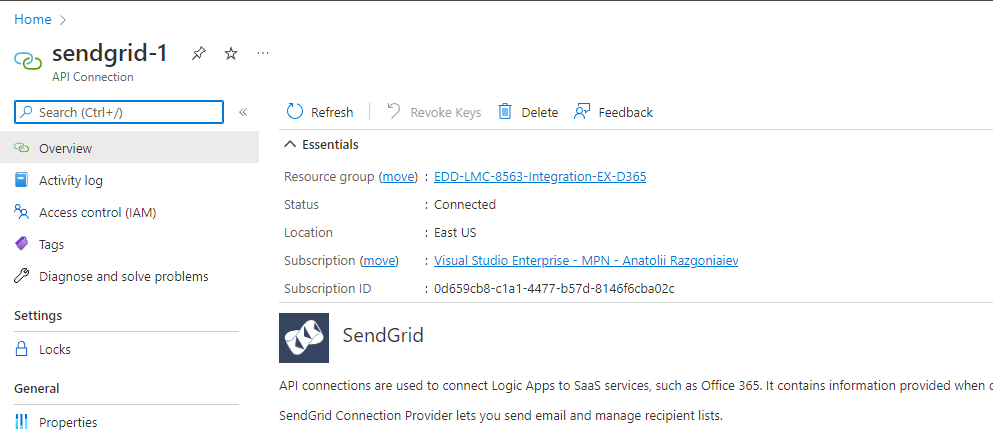 Home
sendgrid-1
API Connection
Search (Ctrl+/)
Overview
Activity log
Access control (IAM)
Tags
Diagnose and solve problems
Settings
Locks
General
Properties
Refresh
Revoke Keys
Delete
Feedback
Essentials
Resource group (move) : EDD-LMC-8563-Integration-EX-D365
Status : Connected
Location : East US
Subscription (move) : Visual Studio Enterprise - MPN - Anatolii Razgoniaiev
Subscription ID : 0d659cb8-c1a1-4477-b57d-8146f6cba02c
SendGrid
API connections are used to connect Logic Apps to SaaS services, such as Office 365. It contains information provided when
SendGrid Connection Provider lets you send email and manage recipient lists.